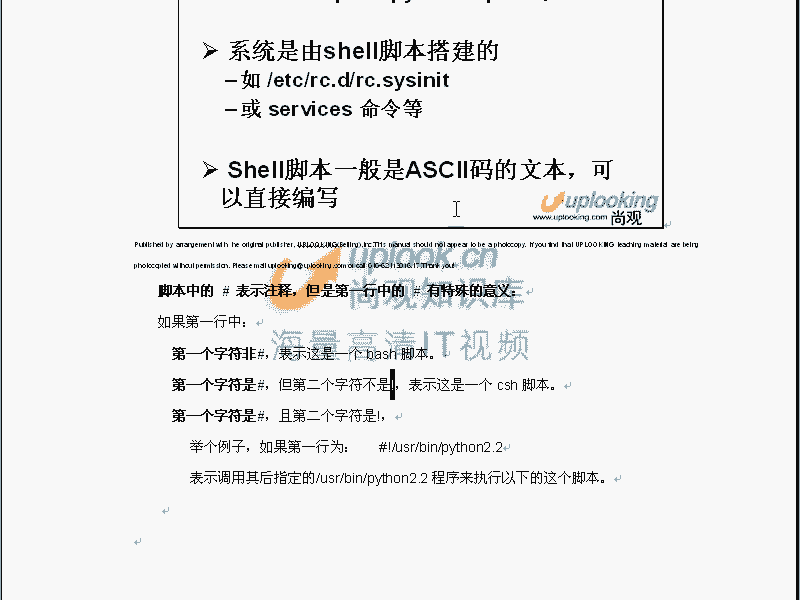 ➢ 系统是由shell脚本搭建的
–如 /etc/rc.d/rc.sysinit
–或 services 命令等
➢ Shell脚本一般是ASCII码的文本，可
以直接编写
uplooking
www.uplooking.com 尚观
Published by arrangement with the original publisher, UPLOOKING(Beijing).Inc.This manual should not appear to be a photocopy. If you find that UPLOOKING teaching material are being
photocopied without permission. Please mail uplooking@uplooking.com or call
uplook.cn
尚观知识库
脚本中的 # 表示注释，但是第一行中的 # 有特殊的意义：
如果第一行中：
海量高清IT视频
第一个字符非#，表示这是一个 bash 脚本。
第一个字符是#，但第二个字符不是!，表示这是一个 csh 脚本。
第一个字符是#，且第二个字符是!，
举个例子，如果第一行为： #!/usr/bin/python2.2
表示调用其后指定的/usr/bin/python2.2 程序来执行以下的这个脚本。